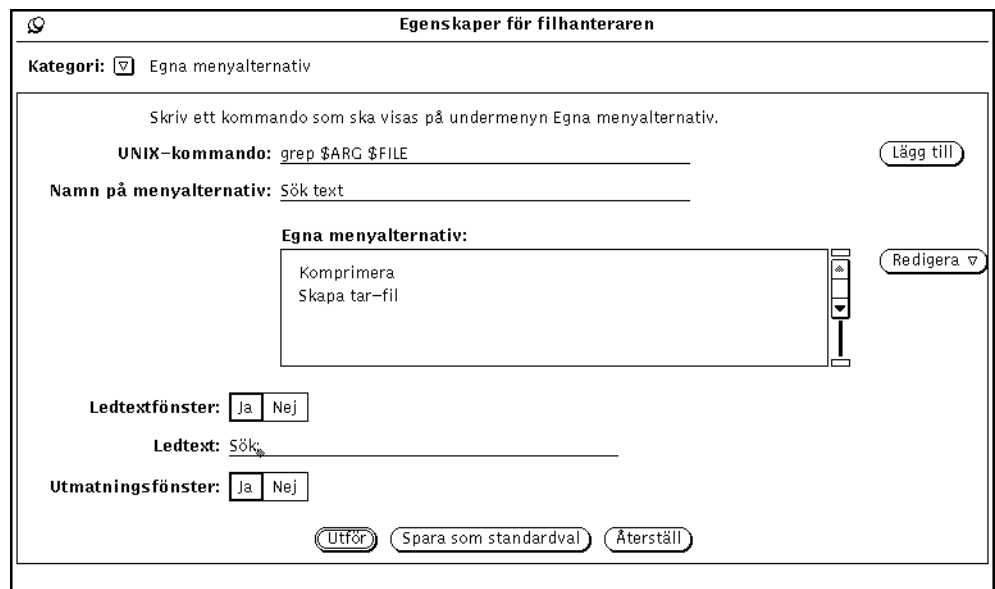 Egenskaper för filhanteraren
Kategori: Egna menyalternativ
Skriv ett kommando som ska visas på undermenyn Egna menyalternativ.
UNIX-kommando: grep $ARG $FILE
Lägg till
Namn på menyalternativ: Sök text
Egna menyalternativ:
Redigera
Komprimera
Skapa tar-fil
Ledtextfönster: Ja Nej
Ledtext: Sök:
Utmatningsfönster: Ja Nej
Utför Spara som standardval Återställ